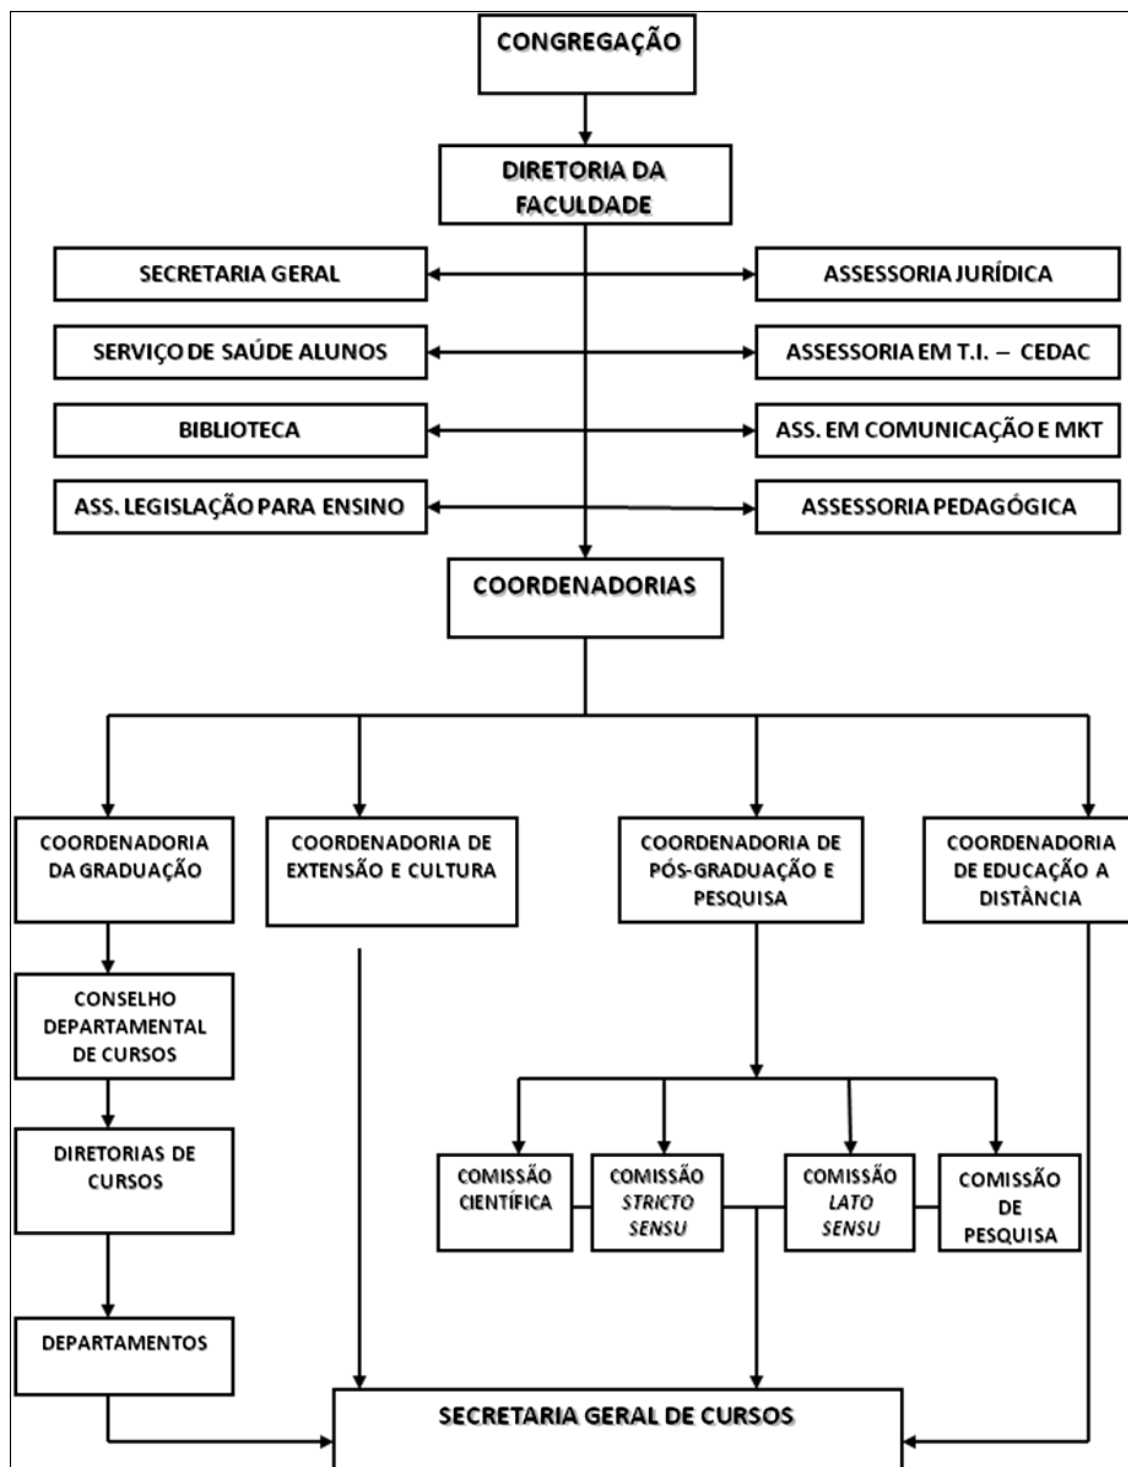 CONGREGAÇÃO
DIRETORIA DA
FACULDADE
SECRETARIA GERAL
ASSESSORIA JURÍDICA
SERVIÇO DE SAÚDE ALUNOS
ASSESSORIA EM T.I. – CEDAC
BIBLIOTECA
ASS. EM COMUNICAÇÃO E MKT
ASS. LEGISLAÇÃO PARA ENSINO
ASSESSORIA PEDAGÓGICA
COORDENADORIAS
COORDENADORIA
DA GRADUAÇÃO
COORDENADORIA DE
EXTENSÃO E CULTURA
COORDENADORIA DE
PÓS-GRADUAÇÃO E
PESQUISA
COORDENADORIA
DE EDUCAÇÃO A
DISTÂNCIA
CONSELHO
DEPARTAMENTAL
DE CURSOS
DIRETORIAS DE
CURSOS
COMISSÃO
CIENTÍFICA
COMISSÃO
STRICTO
SENSU
COMISSÃO
LATO
SENSU
COMISSÃO
DE
PESQUISA
DEPARTAMENTOS
SECRETARIA GERAL DE CURSOS